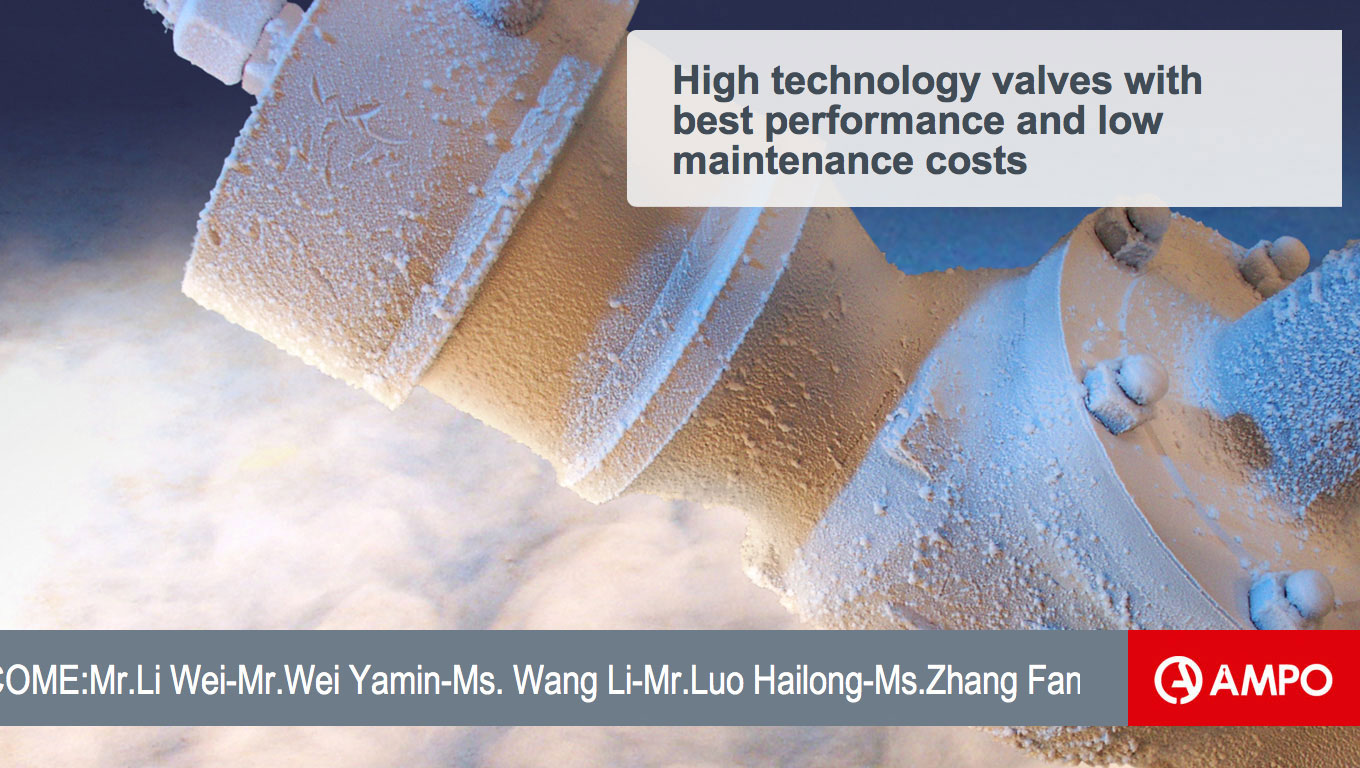 High technology valves with
best performance and low
maintenance costs
COME:Mr.Li Wei-Mr.Wei Yamin-Ms. Wang Li-Mr.Luo Hailong-Ms.Zhang Fan
AMPO